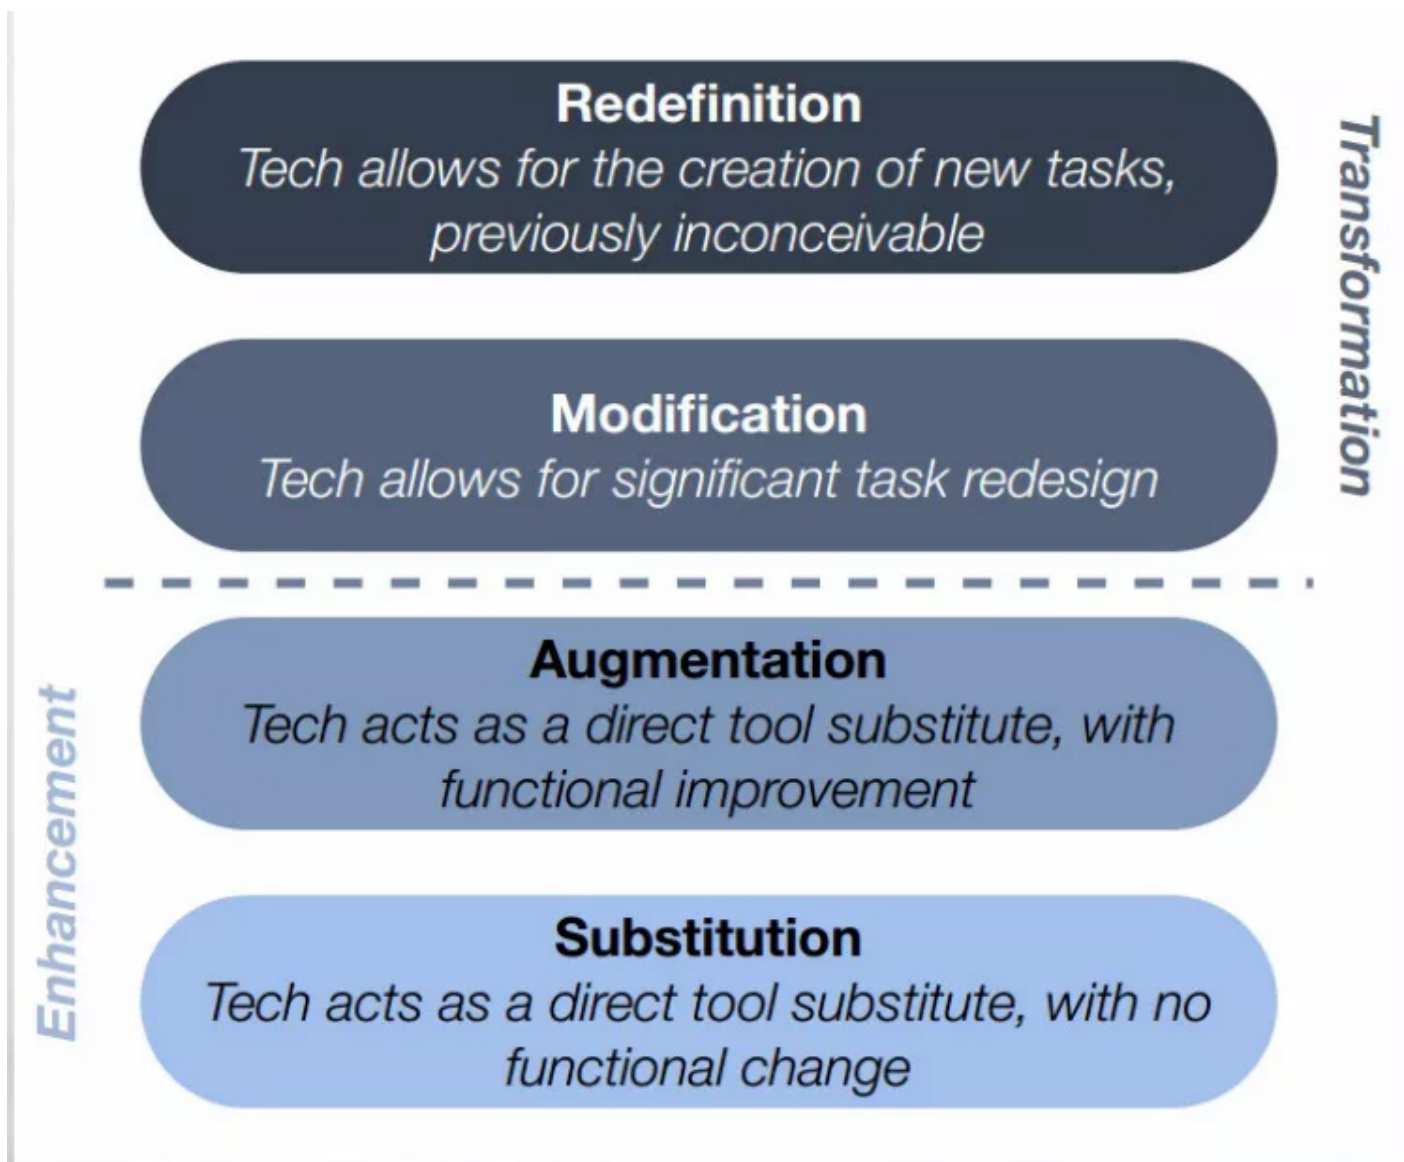 Redefinition
Tech allows for the creation of new tasks,
previously inconceivable
Transformation
Modification
Tech allows for significant task redesign
Augmentation
Tech acts as a direct tool substitute, with
functional improvement
Enhancement
Substitution
Tech acts as a direct tool substitute, with no
functional change